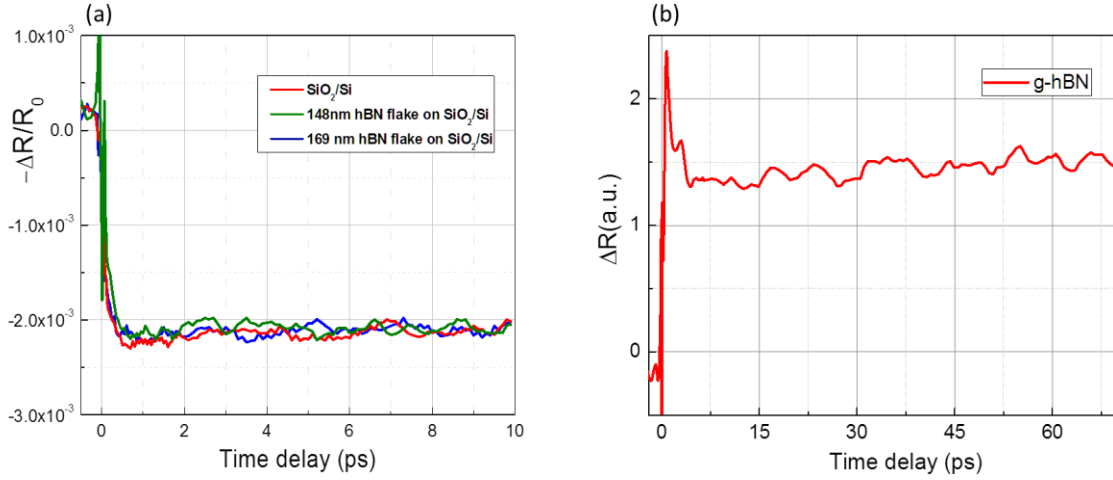 (a)
1.0x10⁻³
0.0
-1.0x10⁻³
-2.0x10⁻³
-3.0x10⁻³
−ΔR/R₀
SiO₂/Si
148nm hBN flake on SiO₂/Si
169 nm hBN flake on SiO₂/Si
0 2 4 6 8 10
Time delay (ps)
(b)
2
1
0
ΔR(a.u.)
g-hBN
0 15 30 45 60
Time delay (ps)